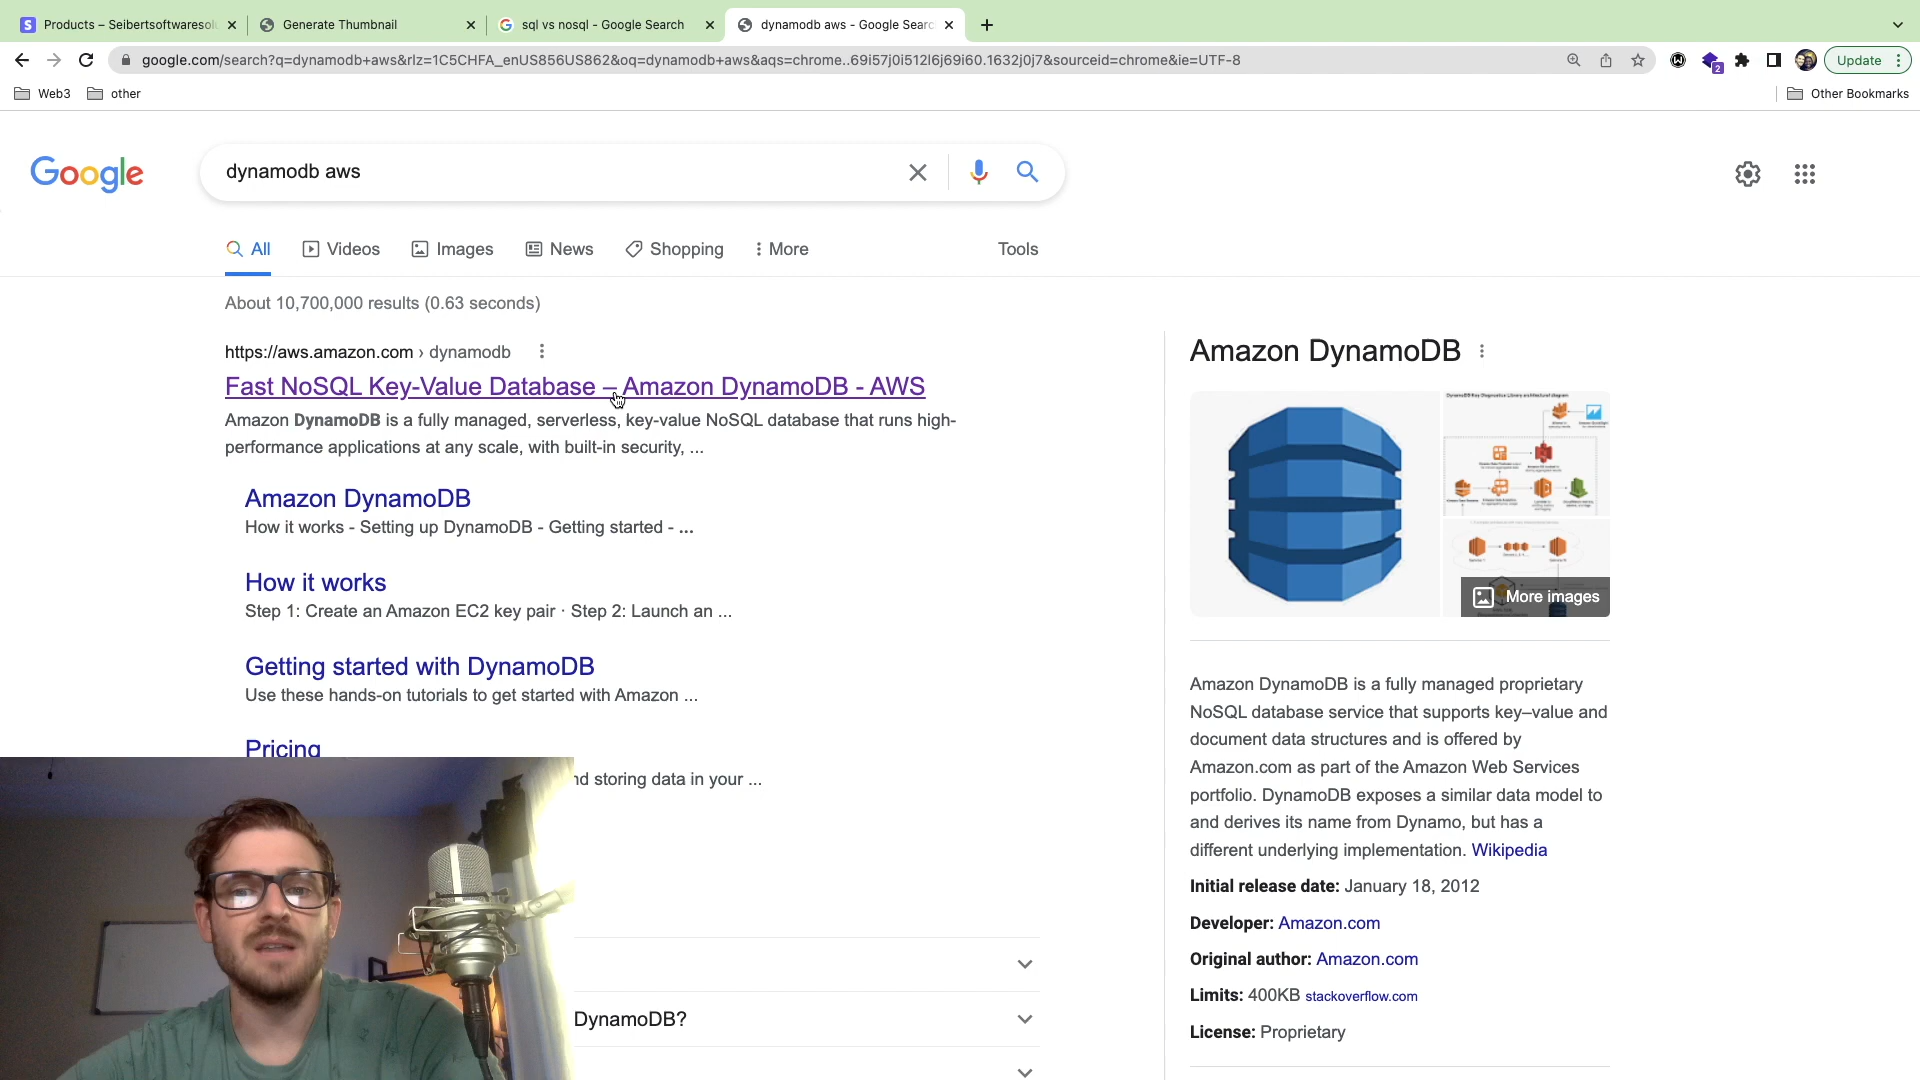 Products – Seibertsoftwaresol
Generate Thumbnail
sql vs nosql - Google Search
dynamodb aws - Google Searc
google.com/search?q=dynamodb+aws&rlz=1C5CHFA_enUS856US862&oq=dynamodb+aws&aqs=chrome..69i57j0i512l6j69i60.1632j0j7&sourceid=chrome&ie=UTF-8
2
Update
Web3
other
Other Bookmarks
Google
dynamodb aws
All
Videos
Images
News
Shopping
More
Tools
About 10,700,000 results (0.63 seconds)
https://aws.amazon.com › dynamodb
Fast NoSQL Key-Value Database – Amazon DynamoDB - AWS
Amazon DynamoDB is a fully managed, serverless, key-value NoSQL database that runs high-
performance applications at any scale, with built-in security, ...
Amazon DynamoDB
How it works - Setting up DynamoDB - Getting started - ...
How it works
Step 1: Create an Amazon EC2 key pair · Step 2: Launch an ...
Getting started with DynamoDB
Use these hands-on tutorials to get started with Amazon ...
Pricing
nd storing data in your ...
DynamoDB?
Amazon DynamoDB
More images
Amazon DynamoDB is a fully managed proprietary
NoSQL database service that supports key–value and
document data structures and is offered by
Amazon.com as part of the Amazon Web Services
portfolio. DynamoDB exposes a similar data model to
and derives its name from Dynamo, but has a
different underlying implementation. Wikipedia
Initial release date: January 18, 2012
Developer: Amazon.com
Original author: Amazon.com
Limits: 400KB stackoverflow.com
License: Proprietary